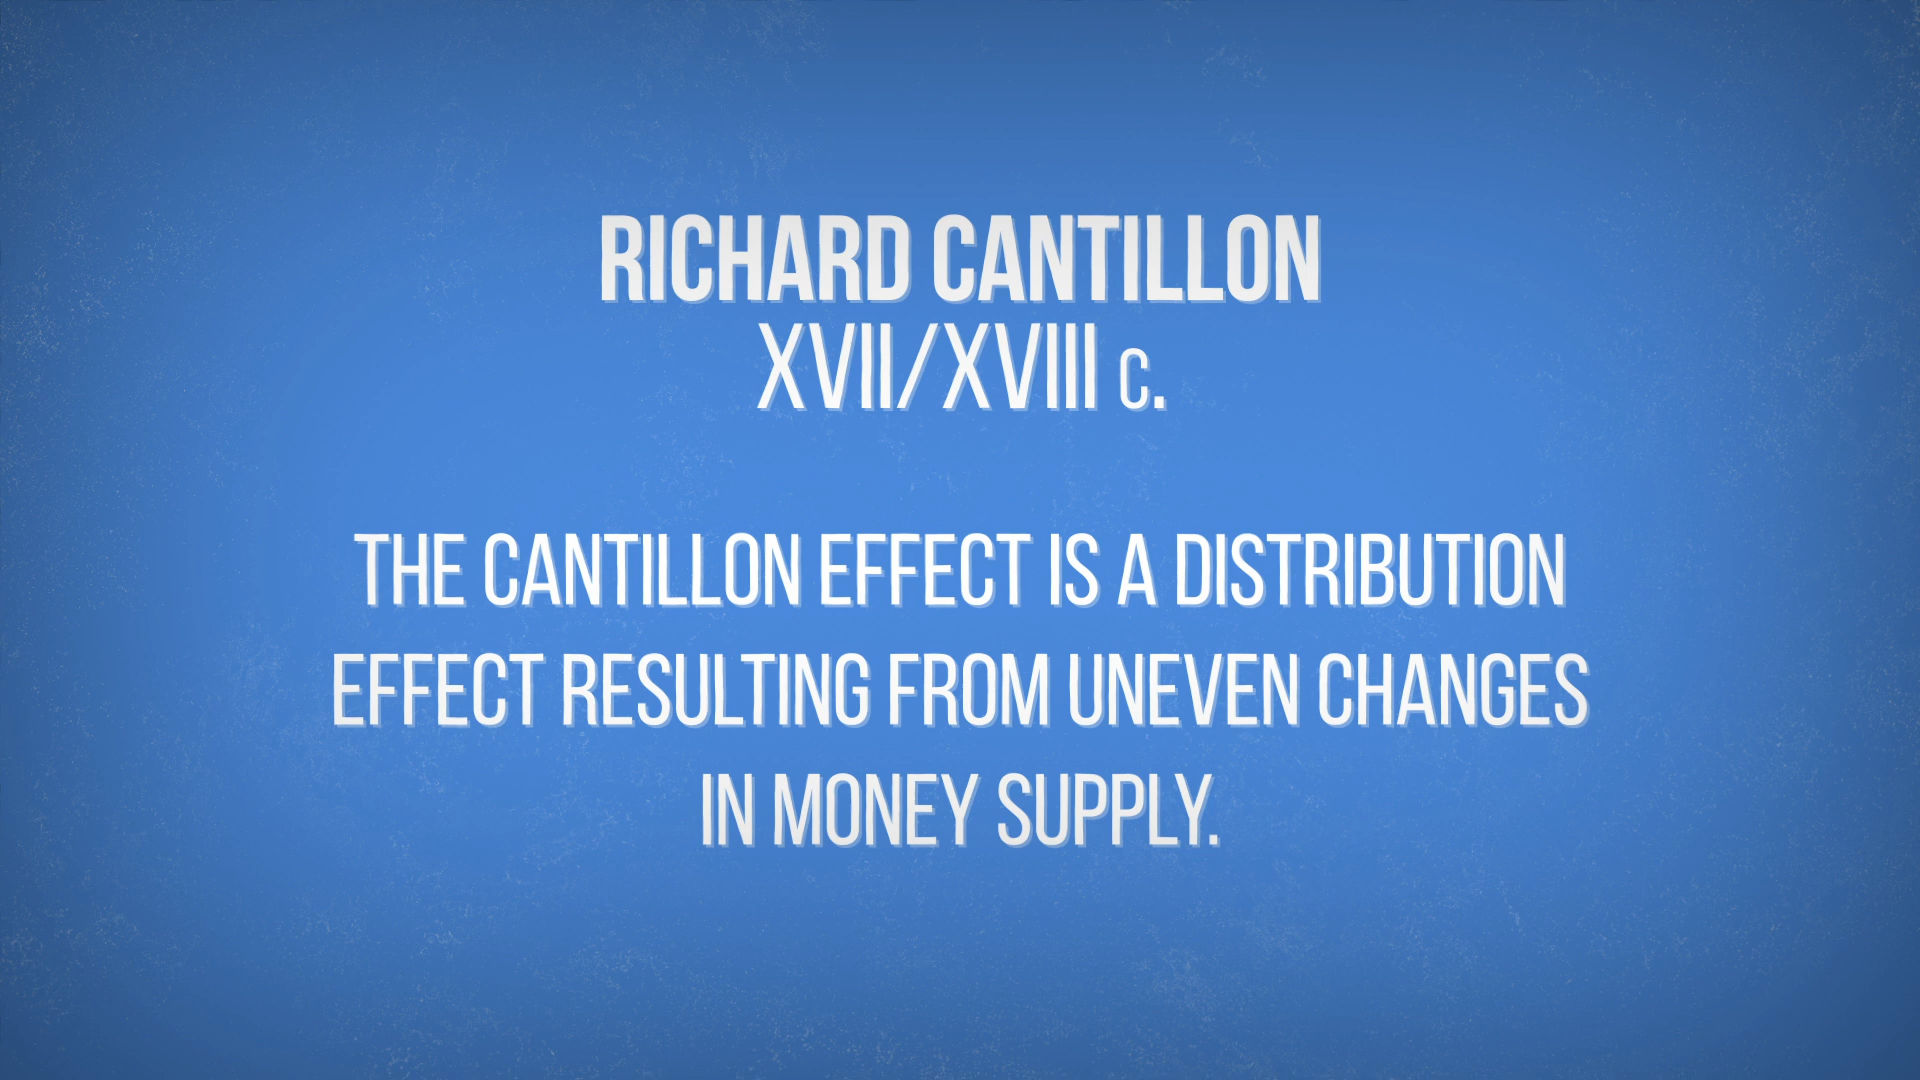 RICHARD CANTILLON
XVII/XVIII C.
THE CANTILLON EFFECT IS A DISTRIBUTION
EFFECT RESULTING FROM UNEVEN CHANGES
IN MONEY SUPPLY.